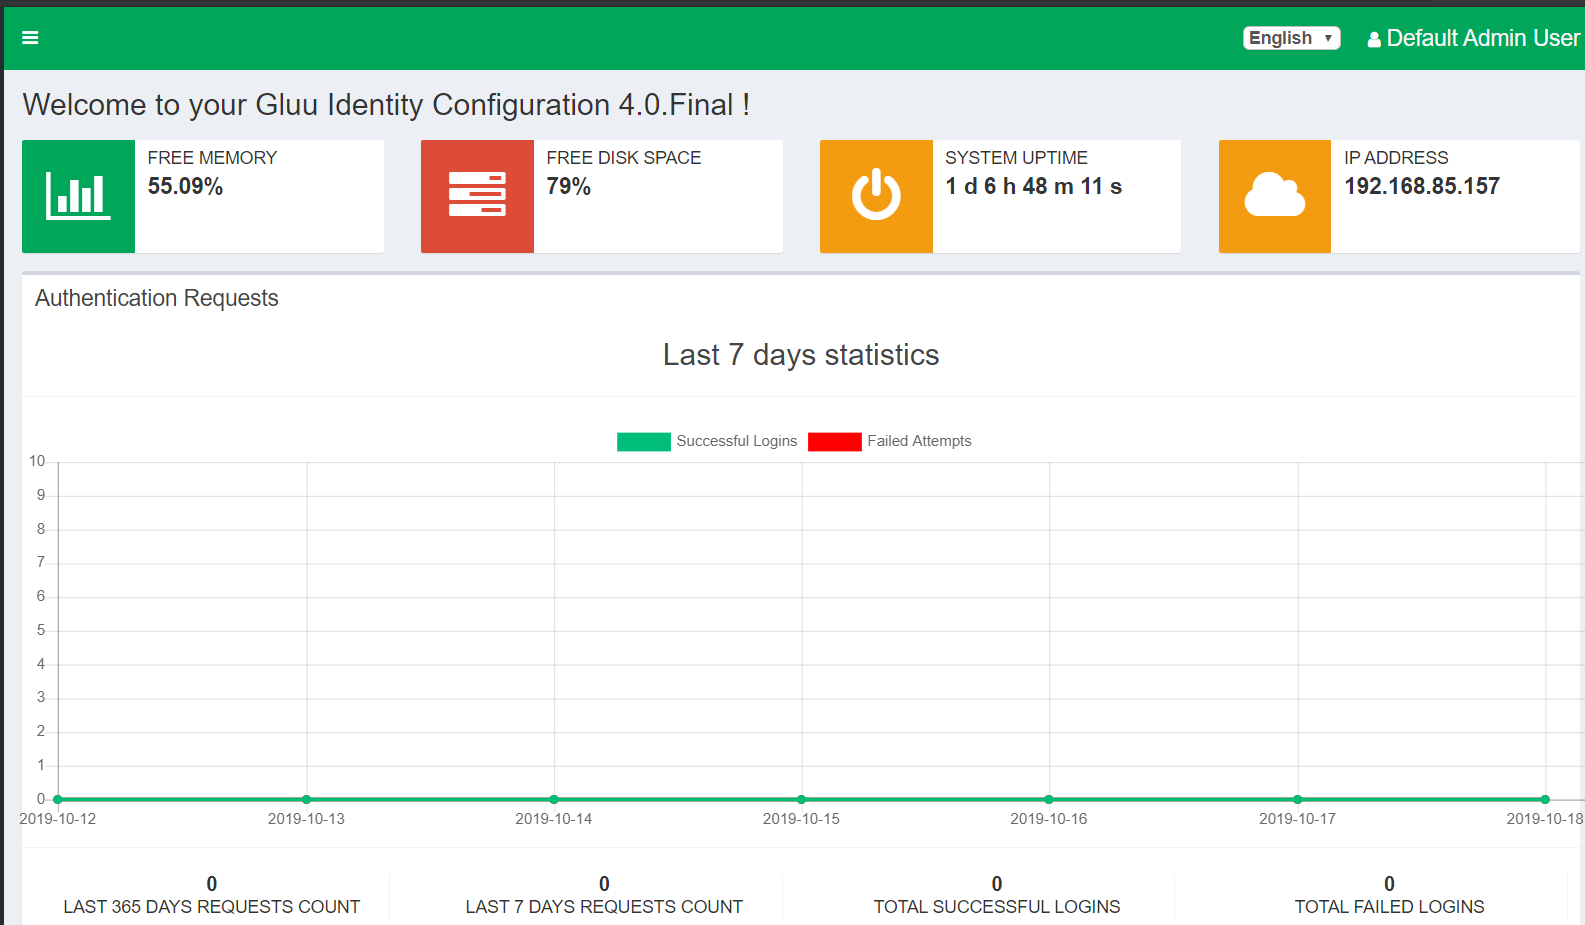 English
Default Admin User
Welcome to your Gluu Identity Configuration 4.0.Final !
FREE MEMORY
55.09%
FREE DISK SPACE
79%
SYSTEM UPTIME
1 d 6 h 48 m 11 s
IP ADDRESS
192.168.85.157
Authentication Requests
Last 7 days statistics
Successful Logins
Failed Attempts
10
9
8
7
6
5
4
3
2
1
0
2019-10-12
2019-10-13
2019-10-14
2019-10-15
2019-10-16
2019-10-17
2019-10-18
0
LAST 365 DAYS REQUESTS COUNT
0
LAST 7 DAYS REQUESTS COUNT
0
TOTAL SUCCESSFUL LOGINS
0
TOTAL FAILED LOGINS